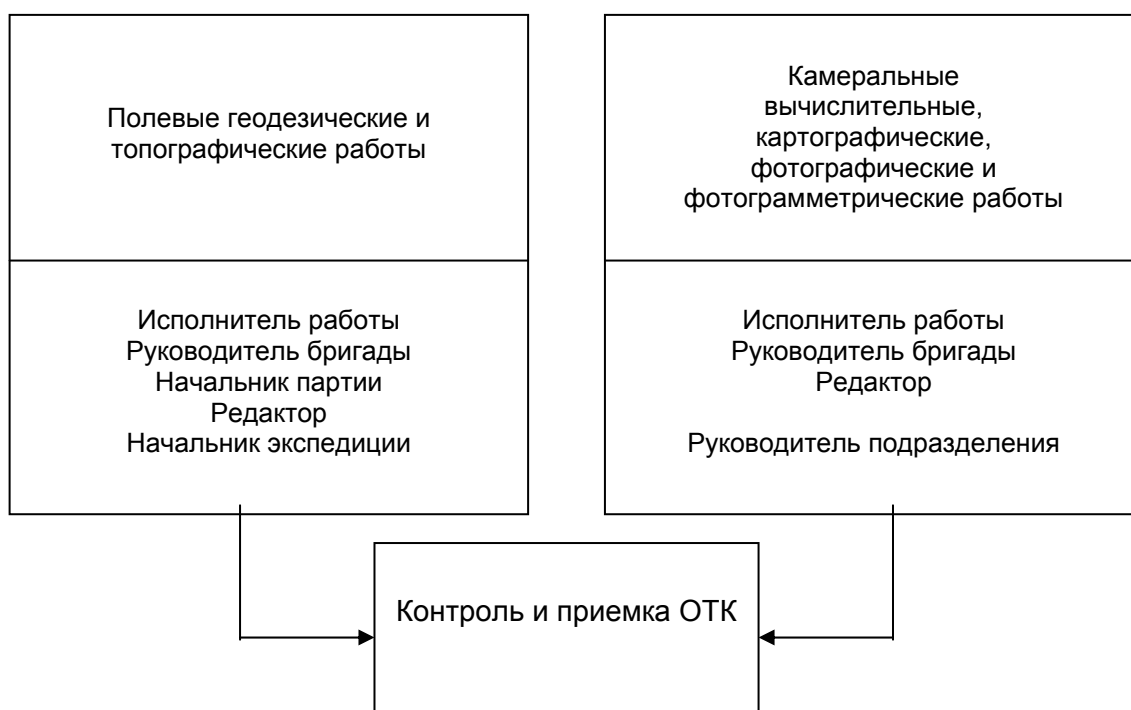 Полевые геодезические и
топографические работы
Исполнитель работы
Руководитель бригады
Начальник партии
Редактор
Начальник экспедиции
Камеральные
вычислительные,
картографические,
фотографические и
фотограмметрические работы
Исполнитель работы
Руководитель бригады
Редактор
Руководитель подразделения
Контроль и приемка ОТК